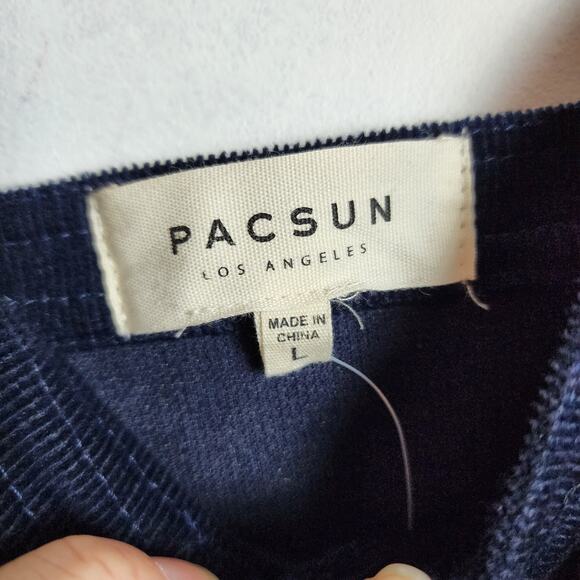 PACSUN
LOS ANGELES
MADE IN
CHINA
L